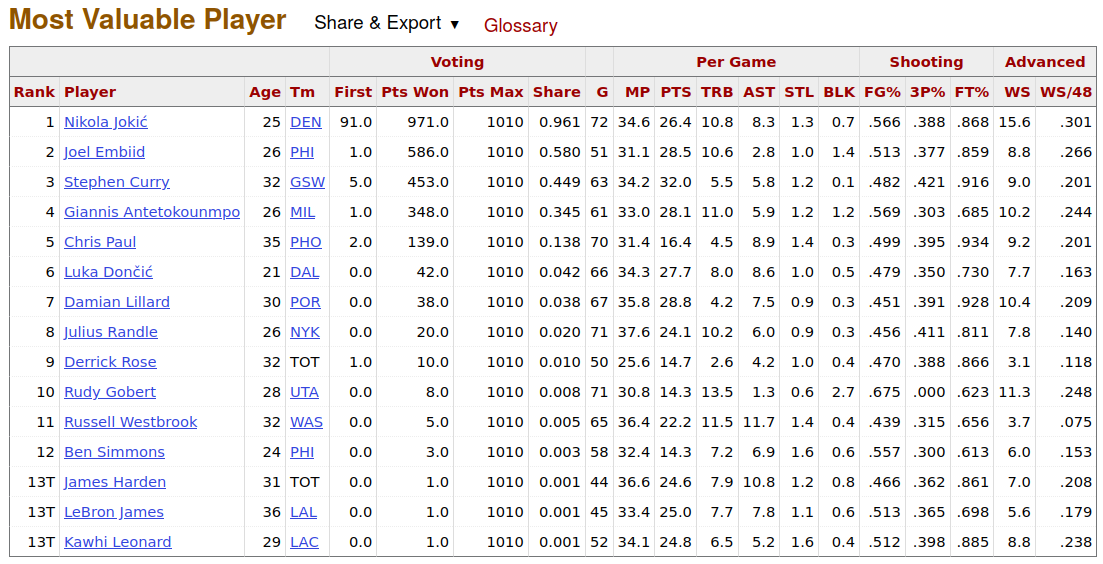 Most Valuable Player Share & Export ▼ Glossary
Voting Per Game Shooting Advanced
Rank Player Age Tm First Pts Won Pts Max Share G MP PTS TRB AST STL BLK FG% 3P% FT% WS WS/48
1 Nikola Jokić 25 DEN 91.0 971.0 1010 0.961 72 34.6 26.4 10.8 8.3 1.3 0.7 .566 .388 .868 15.6 .301
2 Joel Embiid 26 PHI 1.0 586.0 1010 0.580 51 31.1 28.5 10.6 2.8 1.0 1.4 .513 .377 .859 8.8 .266
3 Stephen Curry 32 GSW 5.0 453.0 1010 0.449 63 34.2 32.0 5.5 5.8 1.2 0.1 .482 .421 .916 9.0 .201
4 Giannis Antetokounmpo 26 MIL 1.0 348.0 1010 0.345 61 33.0 28.1 11.0 5.9 1.2 1.2 .569 .303 .685 10.2 .244
5 Chris Paul 35 PHO 2.0 139.0 1010 0.138 70 31.4 16.4 4.5 8.9 1.4 0.3 .499 .395 .934 9.2 .201
6 Luka Dončić 21 DAL 0.0 42.0 1010 0.042 66 34.3 27.7 8.0 8.6 1.0 0.5 .479 .350 .730 7.7 .163
7 Damian Lillard 30 POR 0.0 38.0 1010 0.038 67 35.8 28.8 4.2 7.5 0.9 0.3 .451 .391 .928 10.4 .209
8 Julius Randle 26 NYK 0.0 20.0 1010 0.020 71 37.6 24.1 10.2 6.0 0.9 0.3 .456 .411 .811 7.8 .140
9 Derrick Rose 32 TOT 1.0 10.0 1010 0.010 50 25.6 14.7 2.6 4.2 1.0 0.4 .470 .388 .866 3.1 .118
10 Rudy Gobert 28 UTA 0.0 8.0 1010 0.008 71 30.8 14.3 13.5 1.3 0.6 2.7 .675 .000 .623 11.3 .248
11 Russell Westbrook 32 WAS 0.0 5.0 1010 0.005 65 36.4 22.2 11.5 11.7 1.4 0.4 .439 .315 .656 3.7 .075
12 Ben Simmons 24 PHI 0.0 3.0 1010 0.003 58 32.4 14.3 7.2 6.9 1.6 0.6 .557 .300 .613 6.0 .153
13T James Harden 31 TOT 0.0 1.0 1010 0.001 44 36.6 24.6 7.9 10.8 1.2 0.8 .466 .362 .861 7.0 .208
13T LeBron James 36 LAL 0.0 1.0 1010 0.001 45 33.4 25.0 7.7 7.8 1.1 0.6 .513 .365 .698 5.6 .179
13T Kawhi Leonard 29 LAC 0.0 1.0 1010 0.001 52 34.1 24.8 6.5 5.2 1.6 0.4 .512 .398 .885 8.8 .238